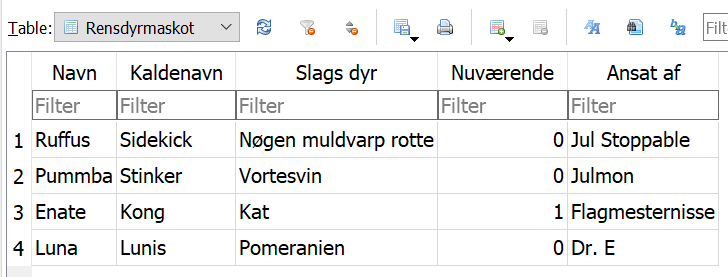 Table: Rensdyrmaskot Filt
Navn Kaldenavn Slags dyr Nuværende Ansat af
Filter Filter Filter Filter Filter
1 Ruffus Sidekick Nøgen muldvarp rotte 0 Jul Stoppable
2 Pummba Stinker Vortesvin 0 Julmon
3 Enate Kong Kat 1 Flagmesternisse
4 Luna Lunis Pomeranien 0 Dr. E